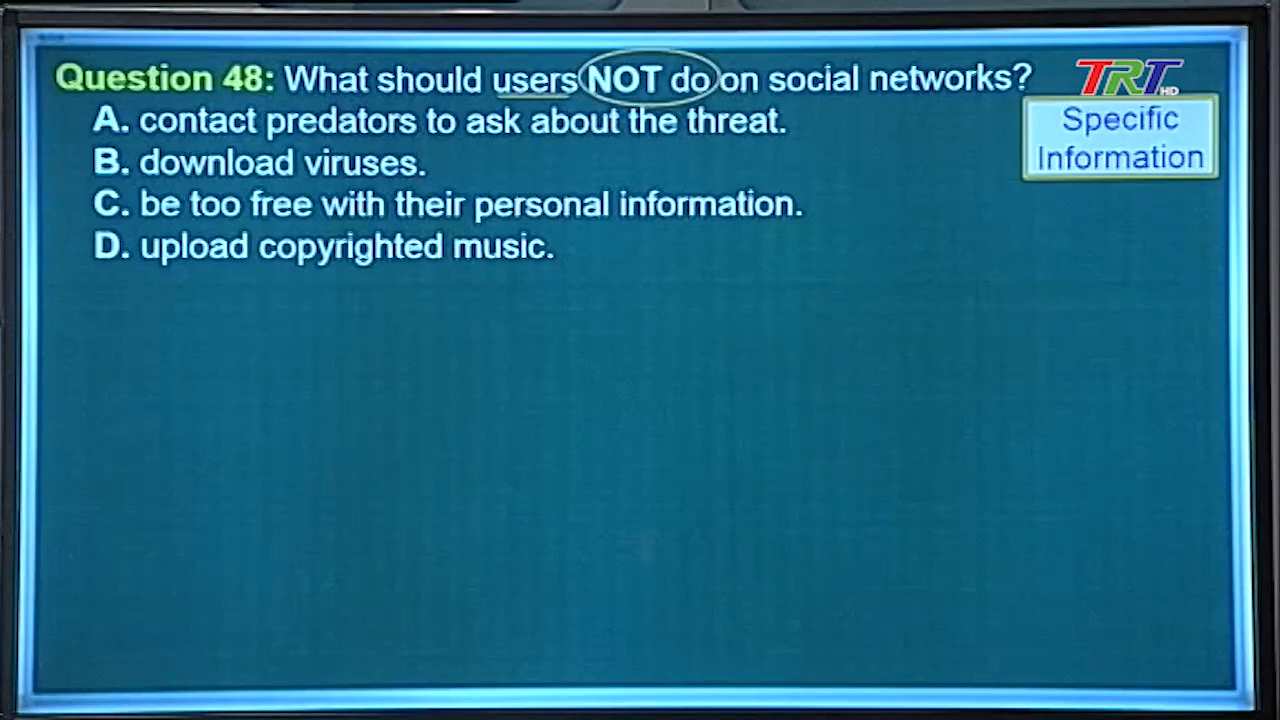 Question 48: What should users NOT do on social networks?
A. contact predators to ask about the threat.
B. download viruses.
C. be too free with their personal information.
D. upload copyrighted music.
TRT HD
Specific
Information